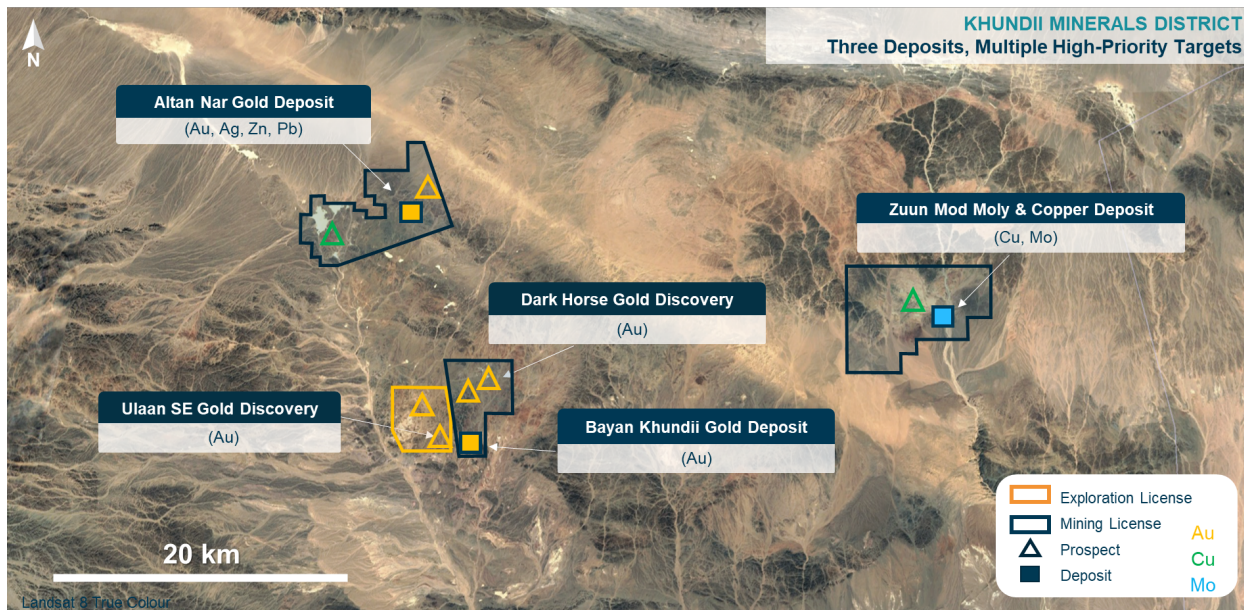 N
KHUNDII MINERALS DISTRICT
Three Deposits, Multiple High-Priority Targets
Altan Nar Gold Deposit
(Au, Ag, Zn, Pb)
Zuun Mod Moly & Copper Deposit
(Cu, Mo)
Dark Horse Gold Discovery
(Au)
Ulaan SE Gold Discovery
(Au)
Bayan Khundii Gold Deposit
(Au)
Exploration License
Mining License
Prospect
Deposit
Au
Cu
Mo
20 km
Landsat 8 True Colour